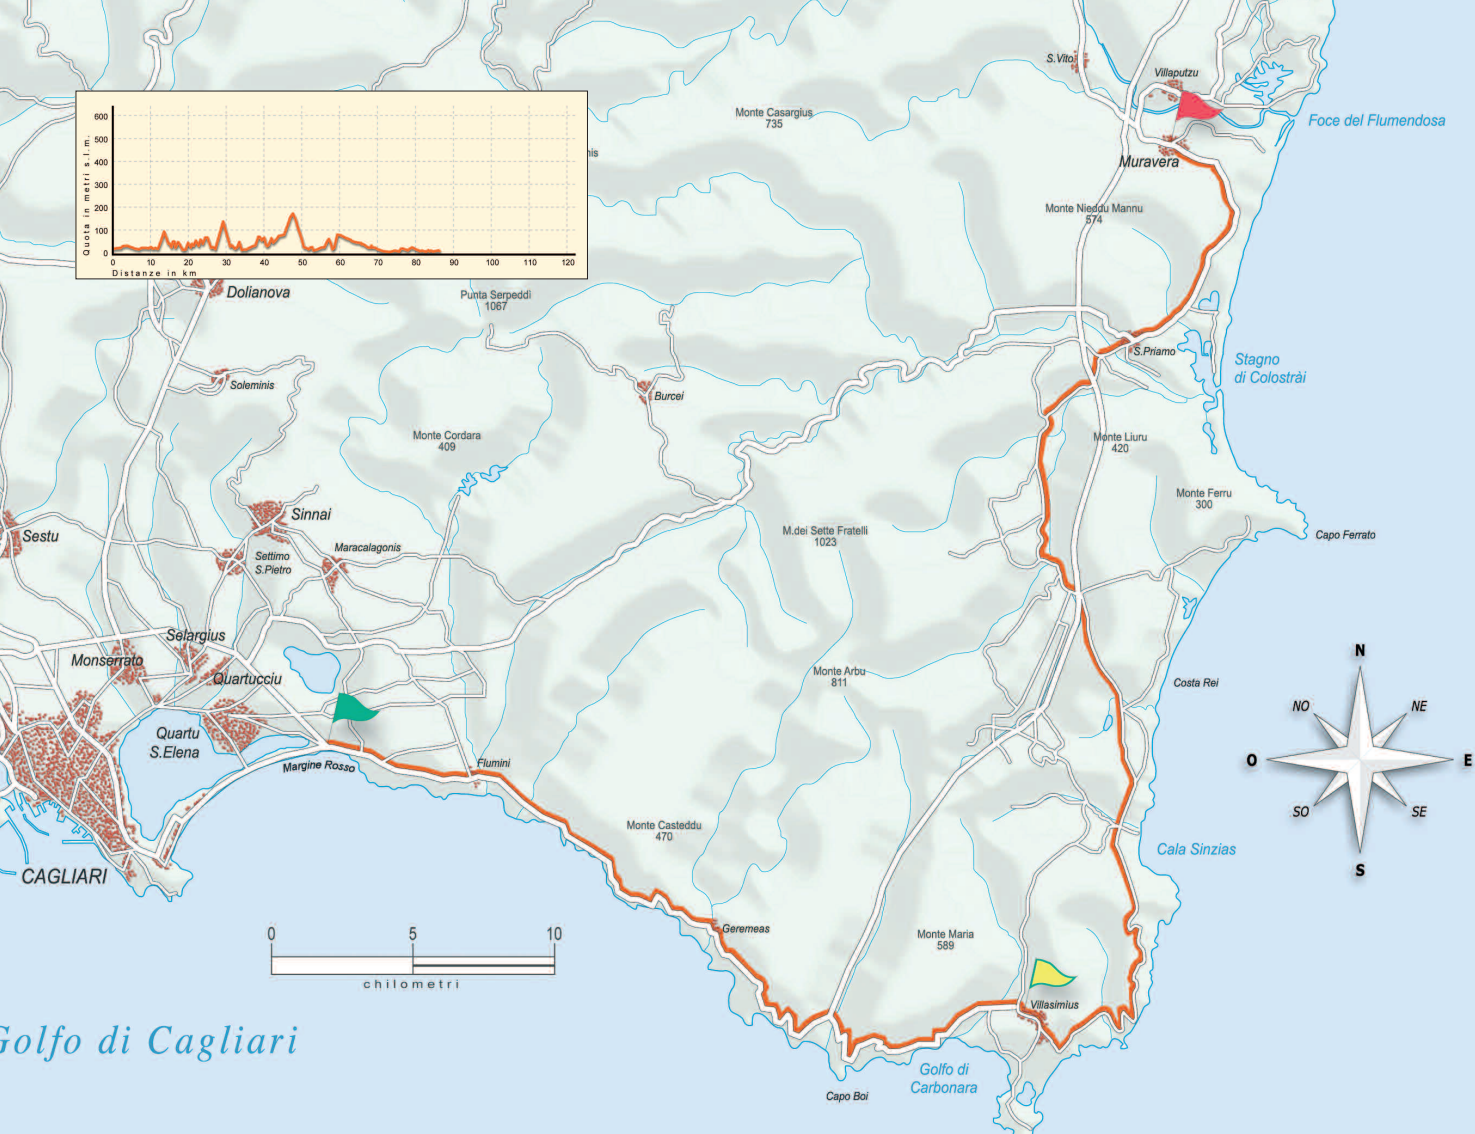 S.Vito
Villaputzu
Foce del Flumendosa
Monte Casargius
735
Muravera
Monte Nieddu Mannu
574
Quota in metri s.l.m.
600
500
400
300
200
100
0
0 10 20 30 40 50 60 70 80 90 100 110 120
Distanze in km
nis
Dolianova
Punta Serpeddì
1067
S.Priamo
Stagno
di Colostrài
Soleminis
Burcei
Monte Cordara
409
Monte Liuru
420
Monte Ferru
300
Sinnai
Sestu
M.dei Sette Fratelli
1023
Capo Ferrato
Settimo
S.Pietro
Maracalagonis
Selargius
Monserrato
Quartucciu
Monte Arbu
811
Costa Rei
Quartu
S.Elena
Margine Rosso
Flumini
N
NO
NE
O
E
SO
SE
S
Monte Casteddu
470
Cala Sinzias
CAGLIARI
Geremeas
Monte Maria
589
0 5 10
chilometri
Villasimius
Golfo di Cagliari
Golfo di
Carbonara
Capo Boi